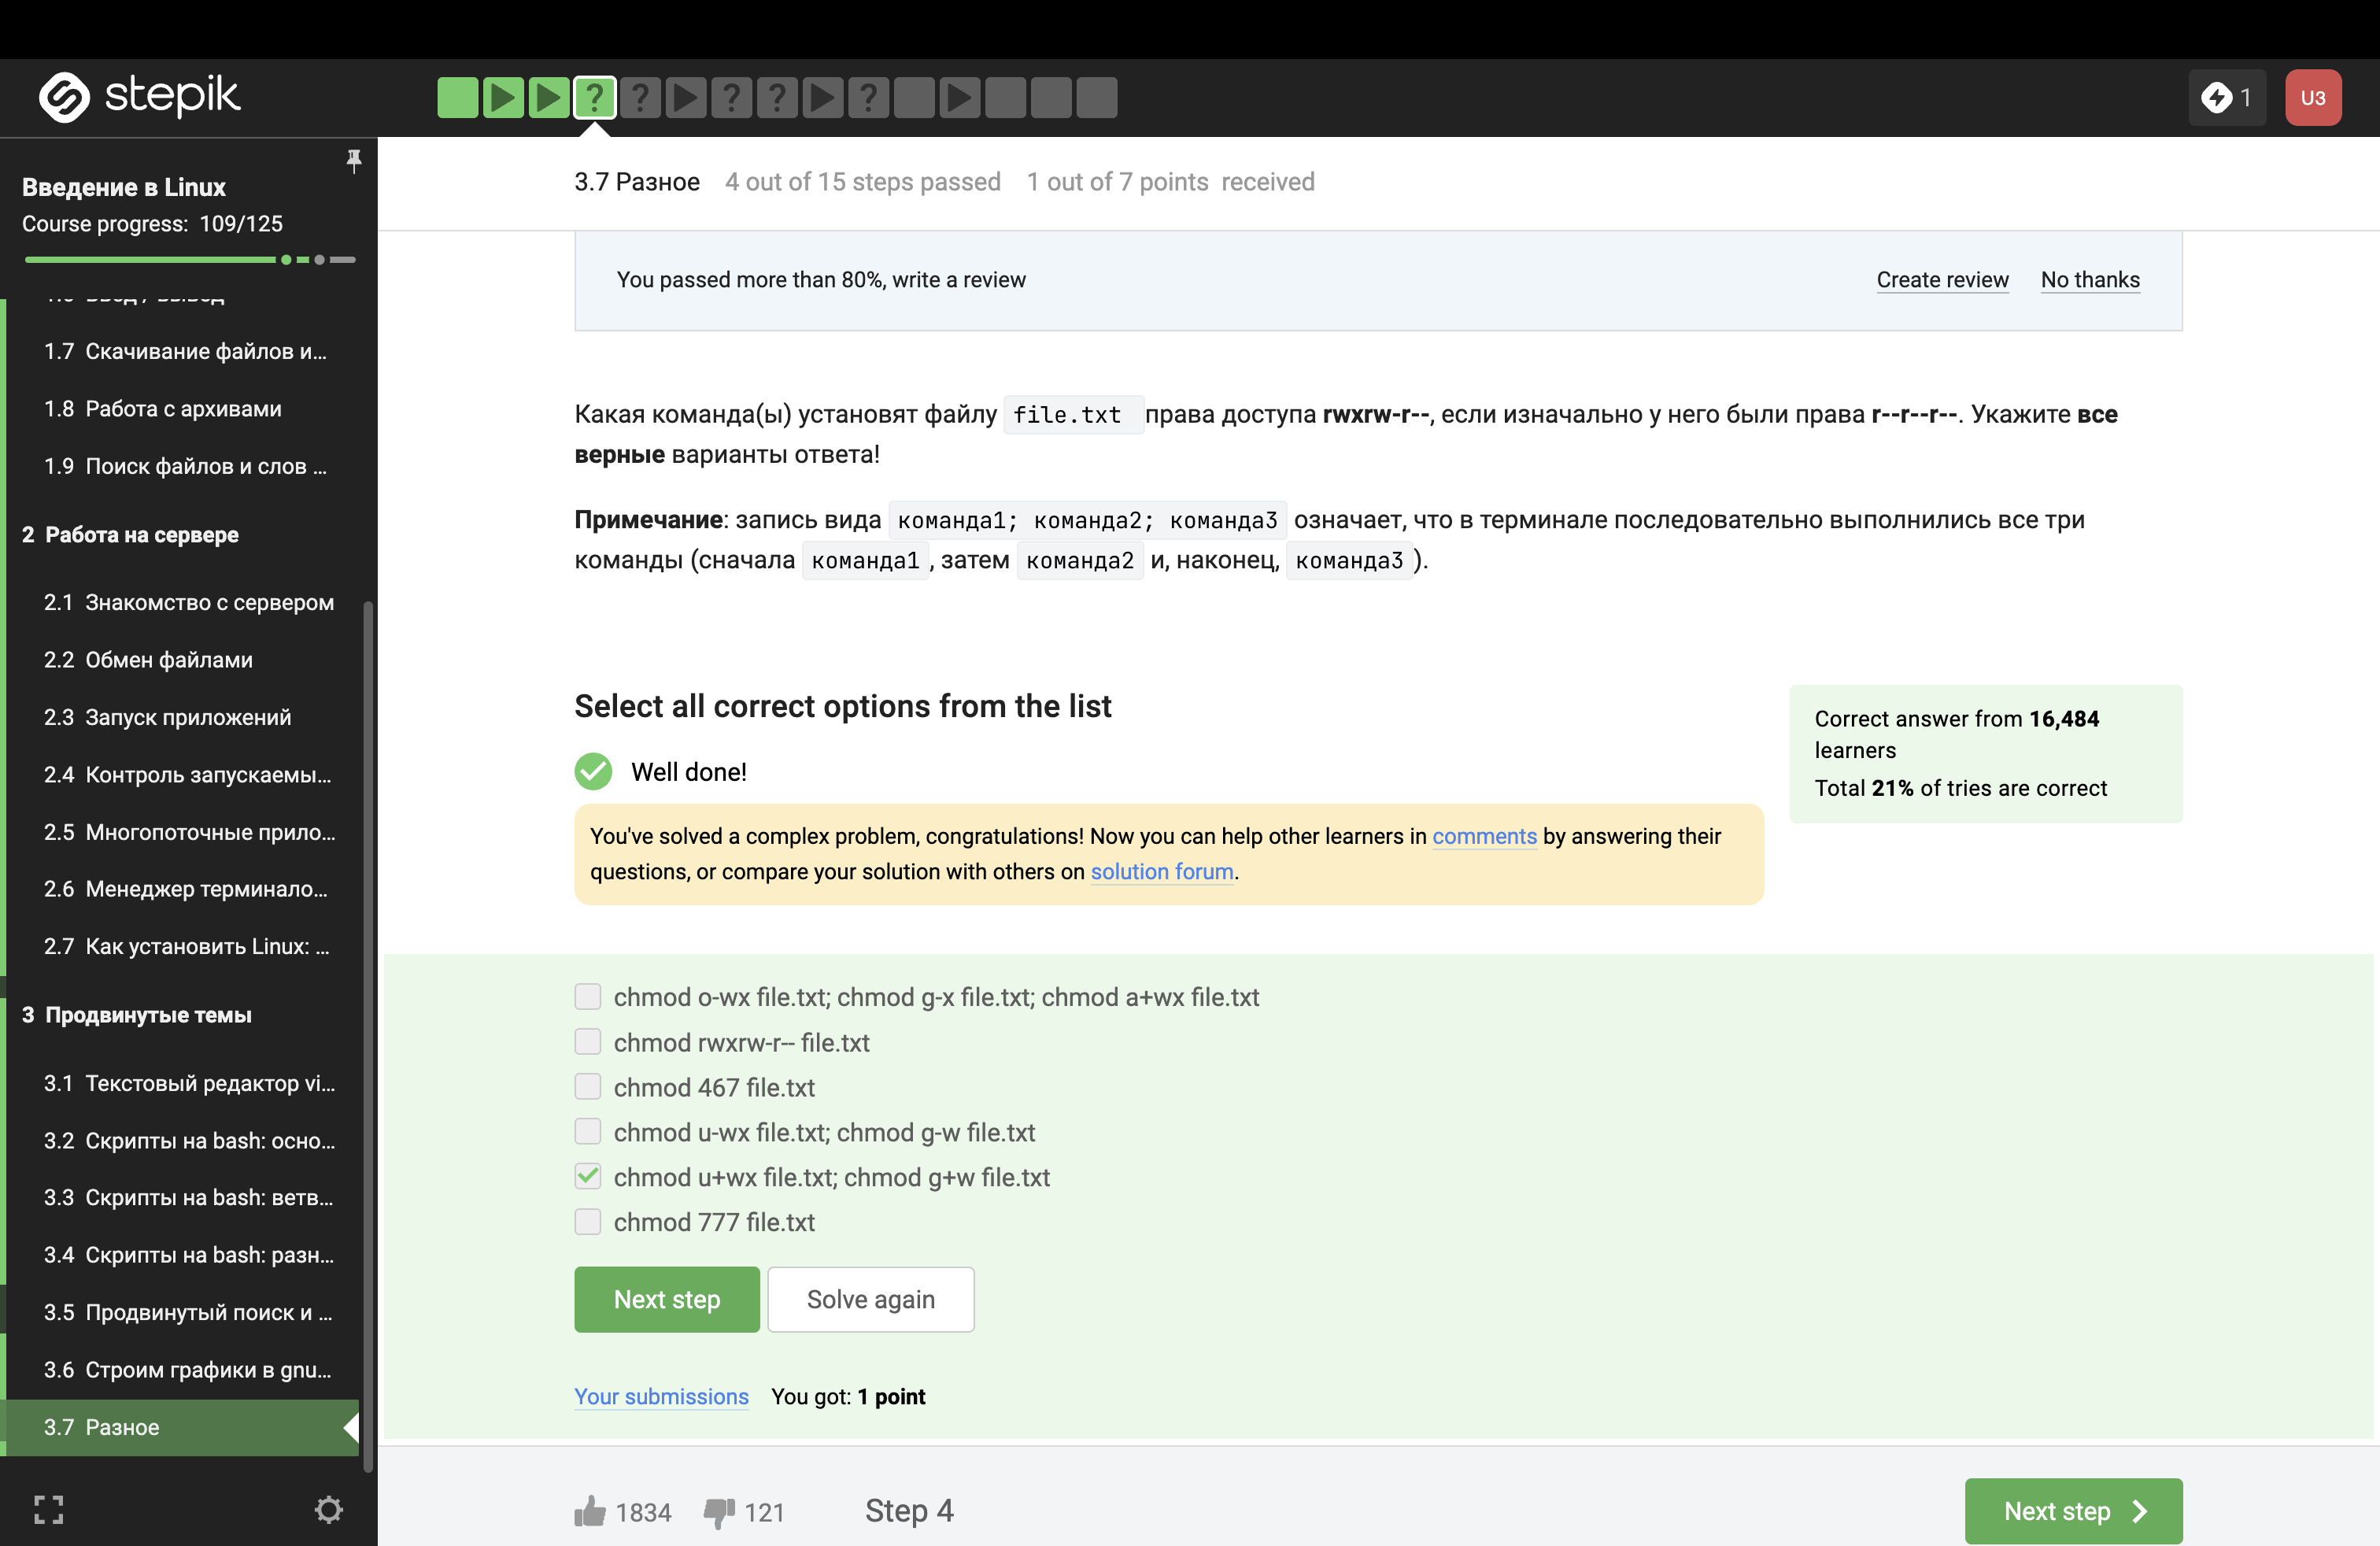 stepik
? ? ? ? ?
1
U3
Введение в Linux
Course progress: 109/125
1.7 Скачивание файлов и...
1.8 Работа с архивами
1.9 Поиск файлов и слов ...
2 Работа на сервере
2.1 Знакомство с сервером
2.2 Обмен файлами
2.3 Запуск приложений
2.4 Контроль запускаемы...
2.5 Многопоточные прило...
2.6 Менеджер терминало...
2.7 Как установить Linux: ...
3 Продвинутые темы
3.1 Текстовый редактор vi...
3.2 Скрипты на bash: осно...
3.3 Скрипты на bash: ветв...
3.4 Скрипты на bash: разн...
3.5 Продвинутый поиск и ...
3.6 Строим графики в gnu...
3.7 Разное
3.7 Разное 4 out of 15 steps passed 1 out of 7 points received
You passed more than 80%, write a review Create review No thanks
Какая команда(ы) установят файлу file.txt права доступа rwxrw-r--, если изначально у него были права r--r--r--. Укажите все
верные варианты ответа!
Примечание: запись вида команда1; команда2; команда3 означает, что в терминале последовательно выполнились все три
команды (сначала команда1, затем команда2 и, наконец, команда3).
Select all correct options from the list
Well done!
You've solved a complex problem, congratulations! Now you can help other learners in comments by answering their
questions, or compare your solution with others on solution forum.
Correct answer from 16,484
learners
Total 21% of tries are correct
chmod o-wx file.txt; chmod g-x file.txt; chmod a+wx file.txt
chmod rwxrw-r-- file.txt
chmod 467 file.txt
chmod u-wx file.txt; chmod g-w file.txt
chmod u+wx file.txt; chmod g+w file.txt
chmod 777 file.txt
Next step Solve again
Your submissions You got: 1 point
1834 121 Step 4 Next step